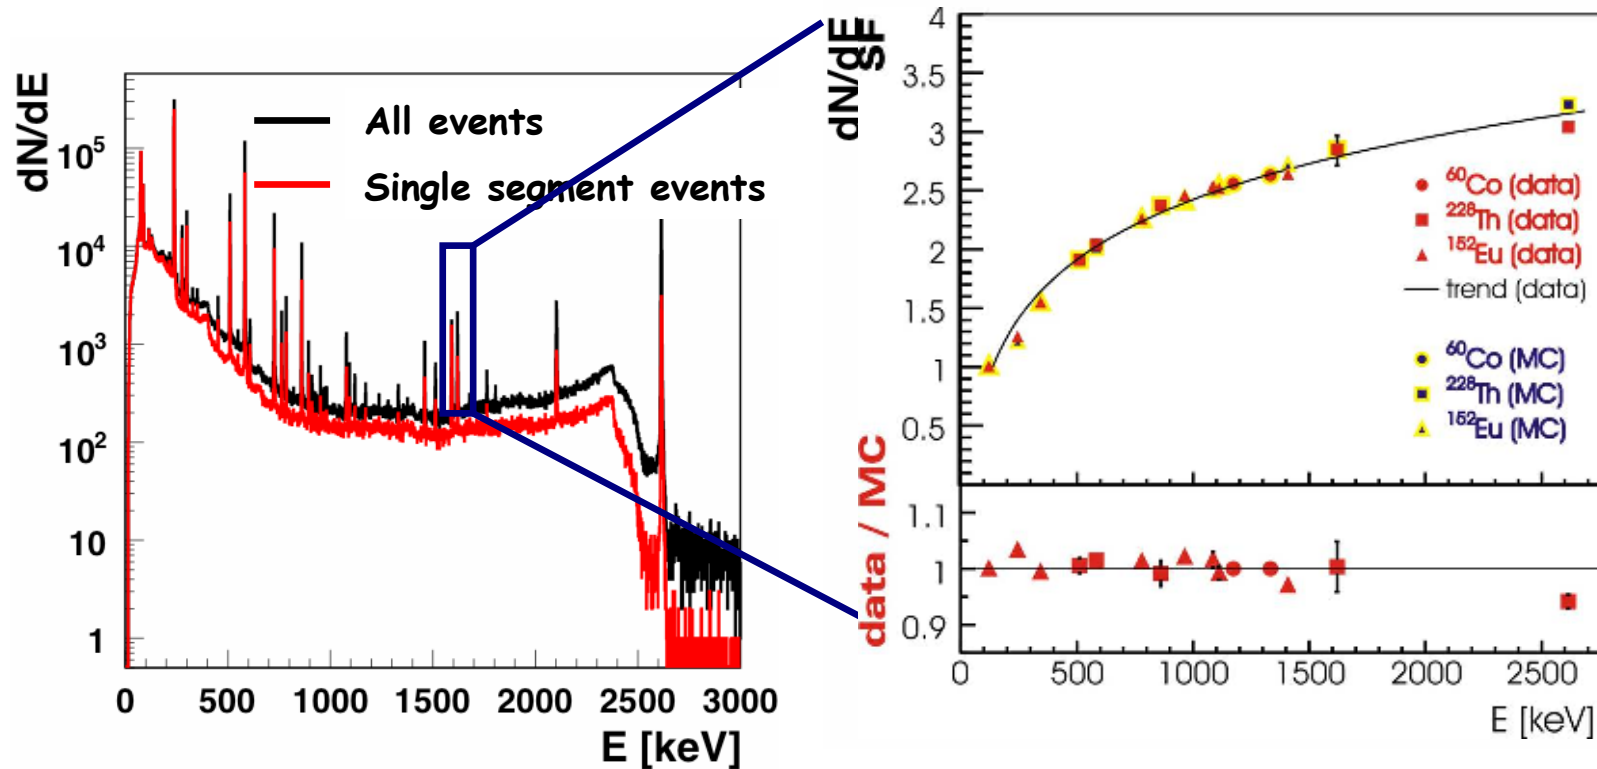 dN/dE
All events
Single segment events
10^5
10^4
10^3
10^2
10
1
0 500 1000 1500 2000 2500 3000
E [keV]
dN/dE
SF
4
3.5
3
2.5
2
1.5
1
0.5
60Co (data)
228Th (data)
152Eu (data)
trend (data)
60Co (MC)
228Th (MC)
152Eu (MC)
data / MC
1.1
1
0.9
0 500 1000 1500 2000 2500
E [keV]